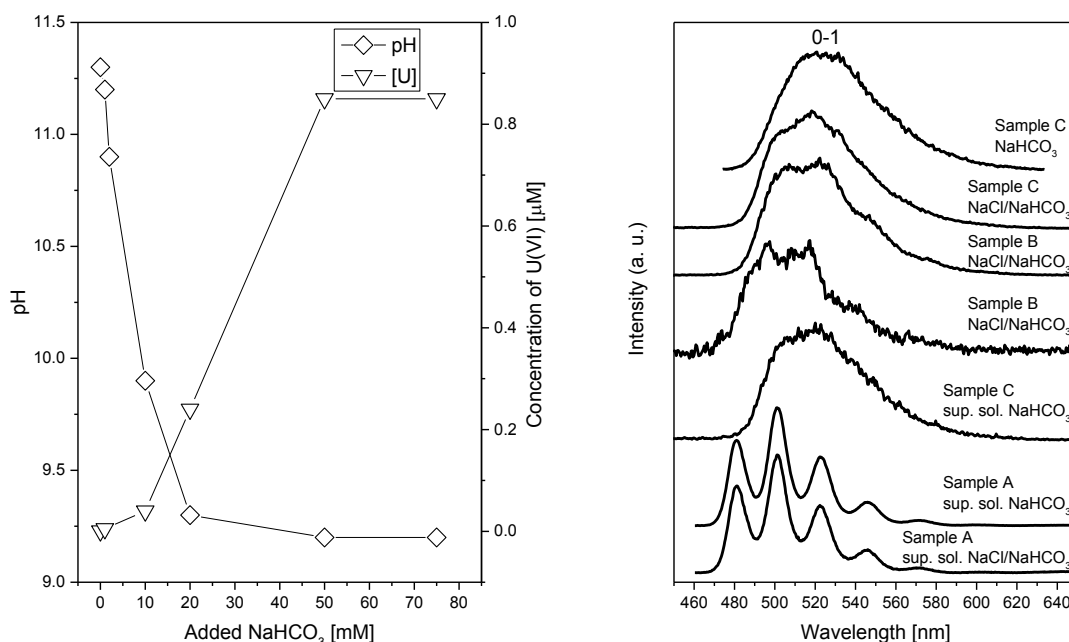 11.5
11.0
10.5
10.0
9.5
9.0
pH
0
10
20
30
40
50
60
70
80
Added NaHCO₃ [mM]
1.0
0.8
0.6
0.4
0.2
0.0
Concentration of U(VI) [µM]
pH
[U]
0-1
Sample C
NaHCO₃
Sample C
NaCl/NaHCO₃
Sample B
NaCl/NaHCO₃
Sample B
NaCl/NaHCO₃
Sample C
sup. sol. NaHCO₃
Sample A
sup. sol. NaHCO₃
Sample A
sup. sol. NaCl/NaHCO₃
Intensity (a. u.)
460 480 500 520 540 560 580 600 620 640
Wavelength [nm]